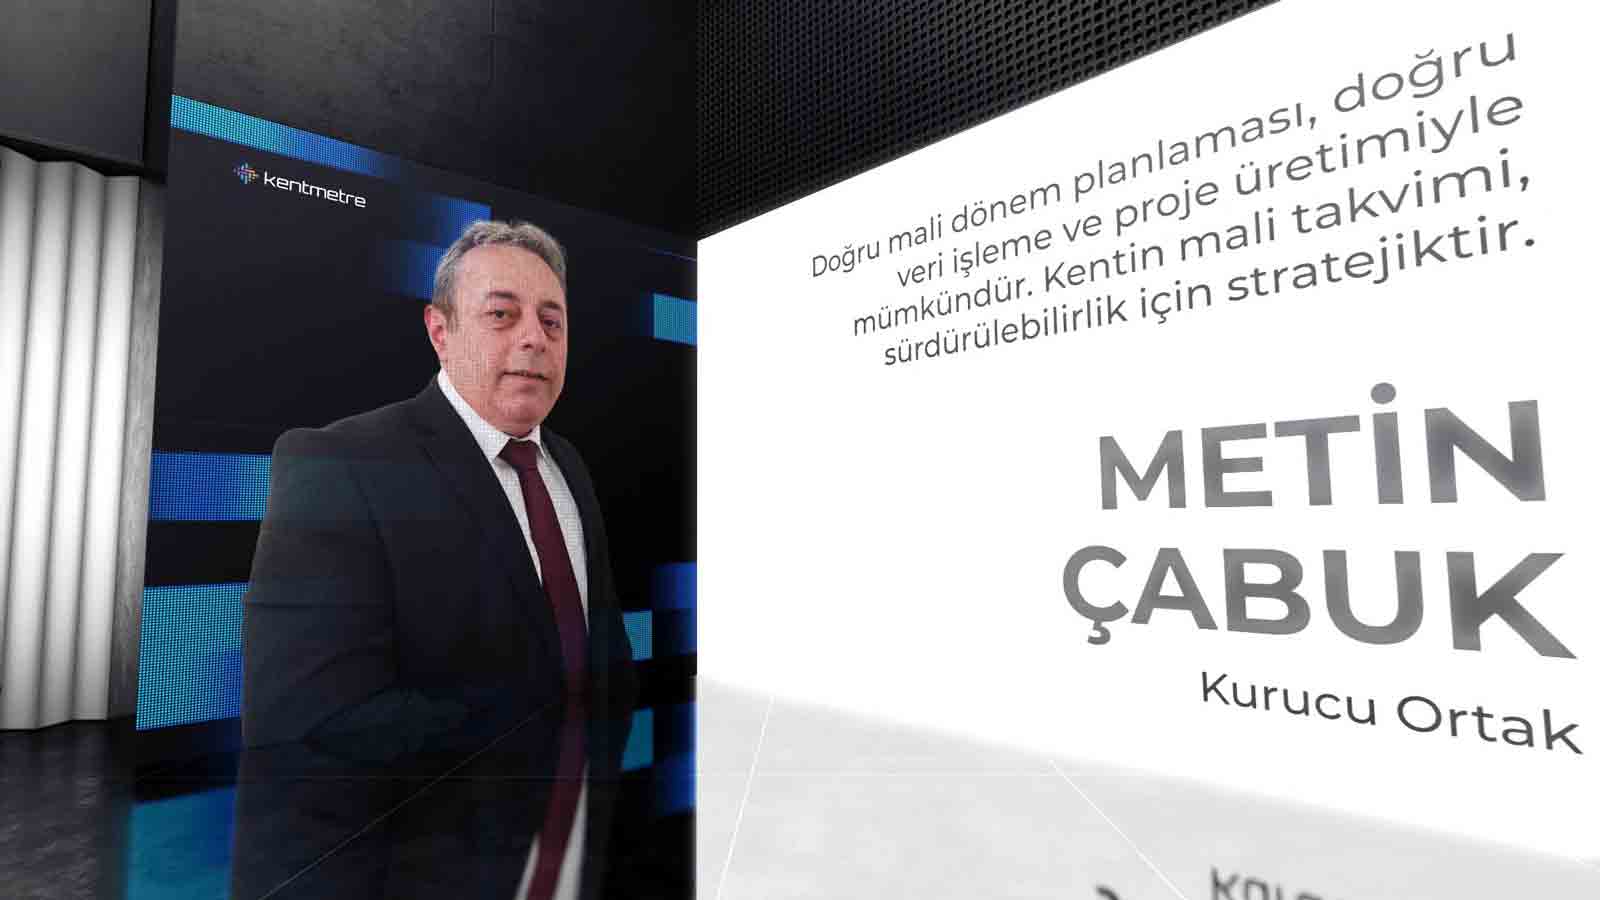 kentmetre
Doğru mali dönem planlaması, doğru
veri işleme ve proje üretimiyle
mümkündür. Kentin mali takvimi,
sürdürülebilirlik için stratejiktir.
METİN
ÇABUK
Kurucu Ortak